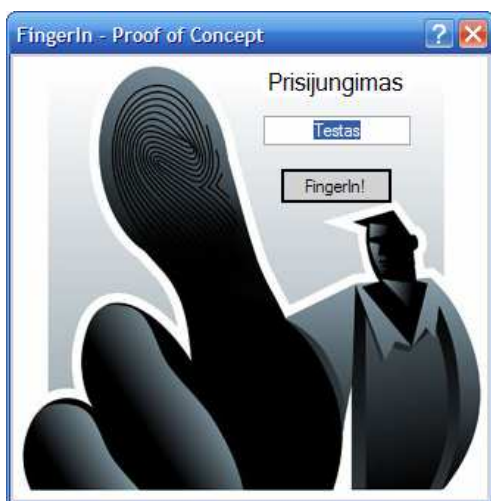 FingerIn - Proof of Concept
Prisijungimas
Testas
FingerIn!